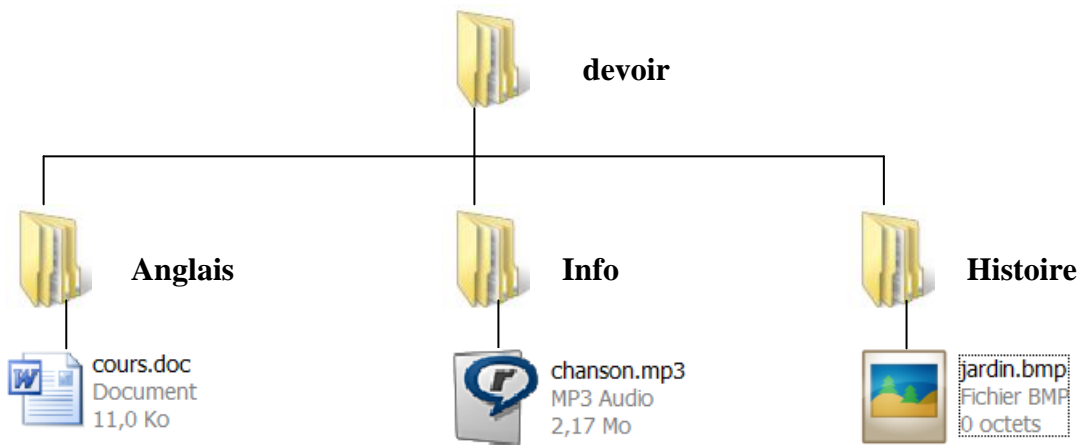 devoir
Anglais
Info
Histoire
cours.doc
Document
11,0 Ko
chanson.mp3
MP3 Audio
2,17 Mo
jardin.bmp
Fichier BMP
0 octets